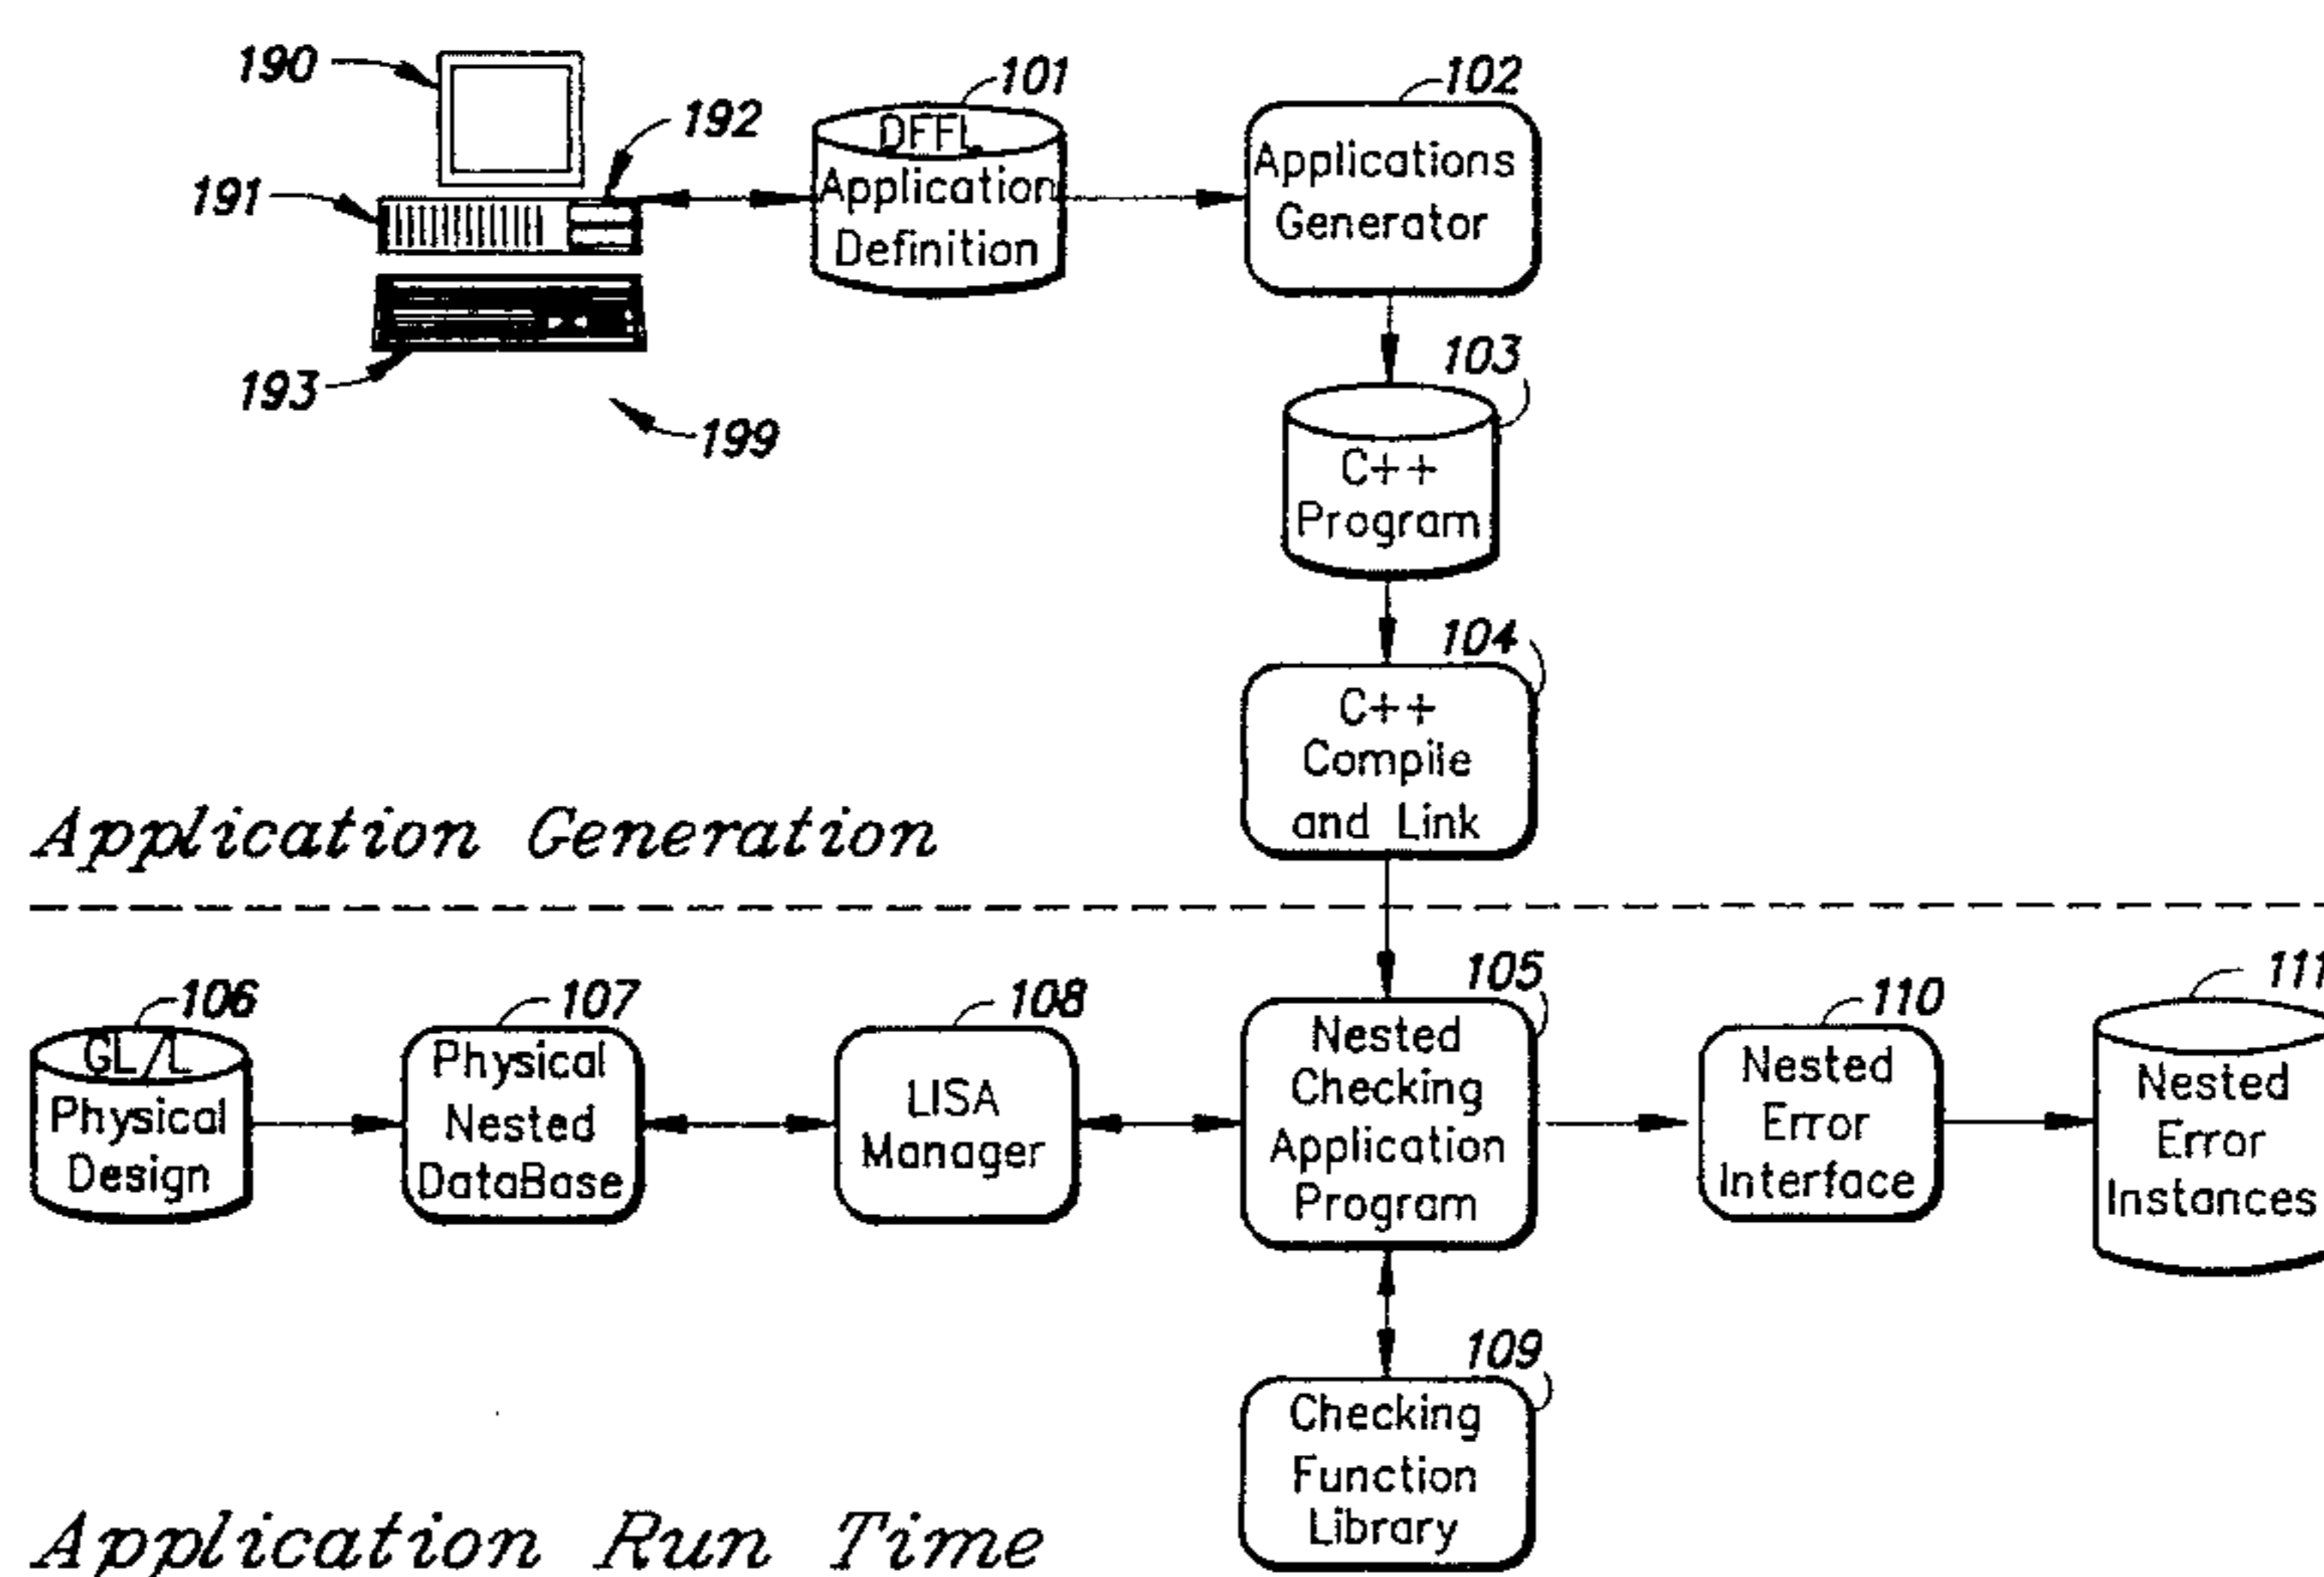 190
101
102
192
DFFL
Applications
191
Application
Generator
Definition
193
199
103
C++
Program
104
C++
Compile
and Link
Application Generation
106
107
108
105
110
111
GL/L
Physical
Design
Physical
Nested
DataBase
LISA
Manager
Nested
Checking
Application
Program
Nested
Error
Interface
Nested
Error
Instances
109
Checking
Function
Library
Application Run Time